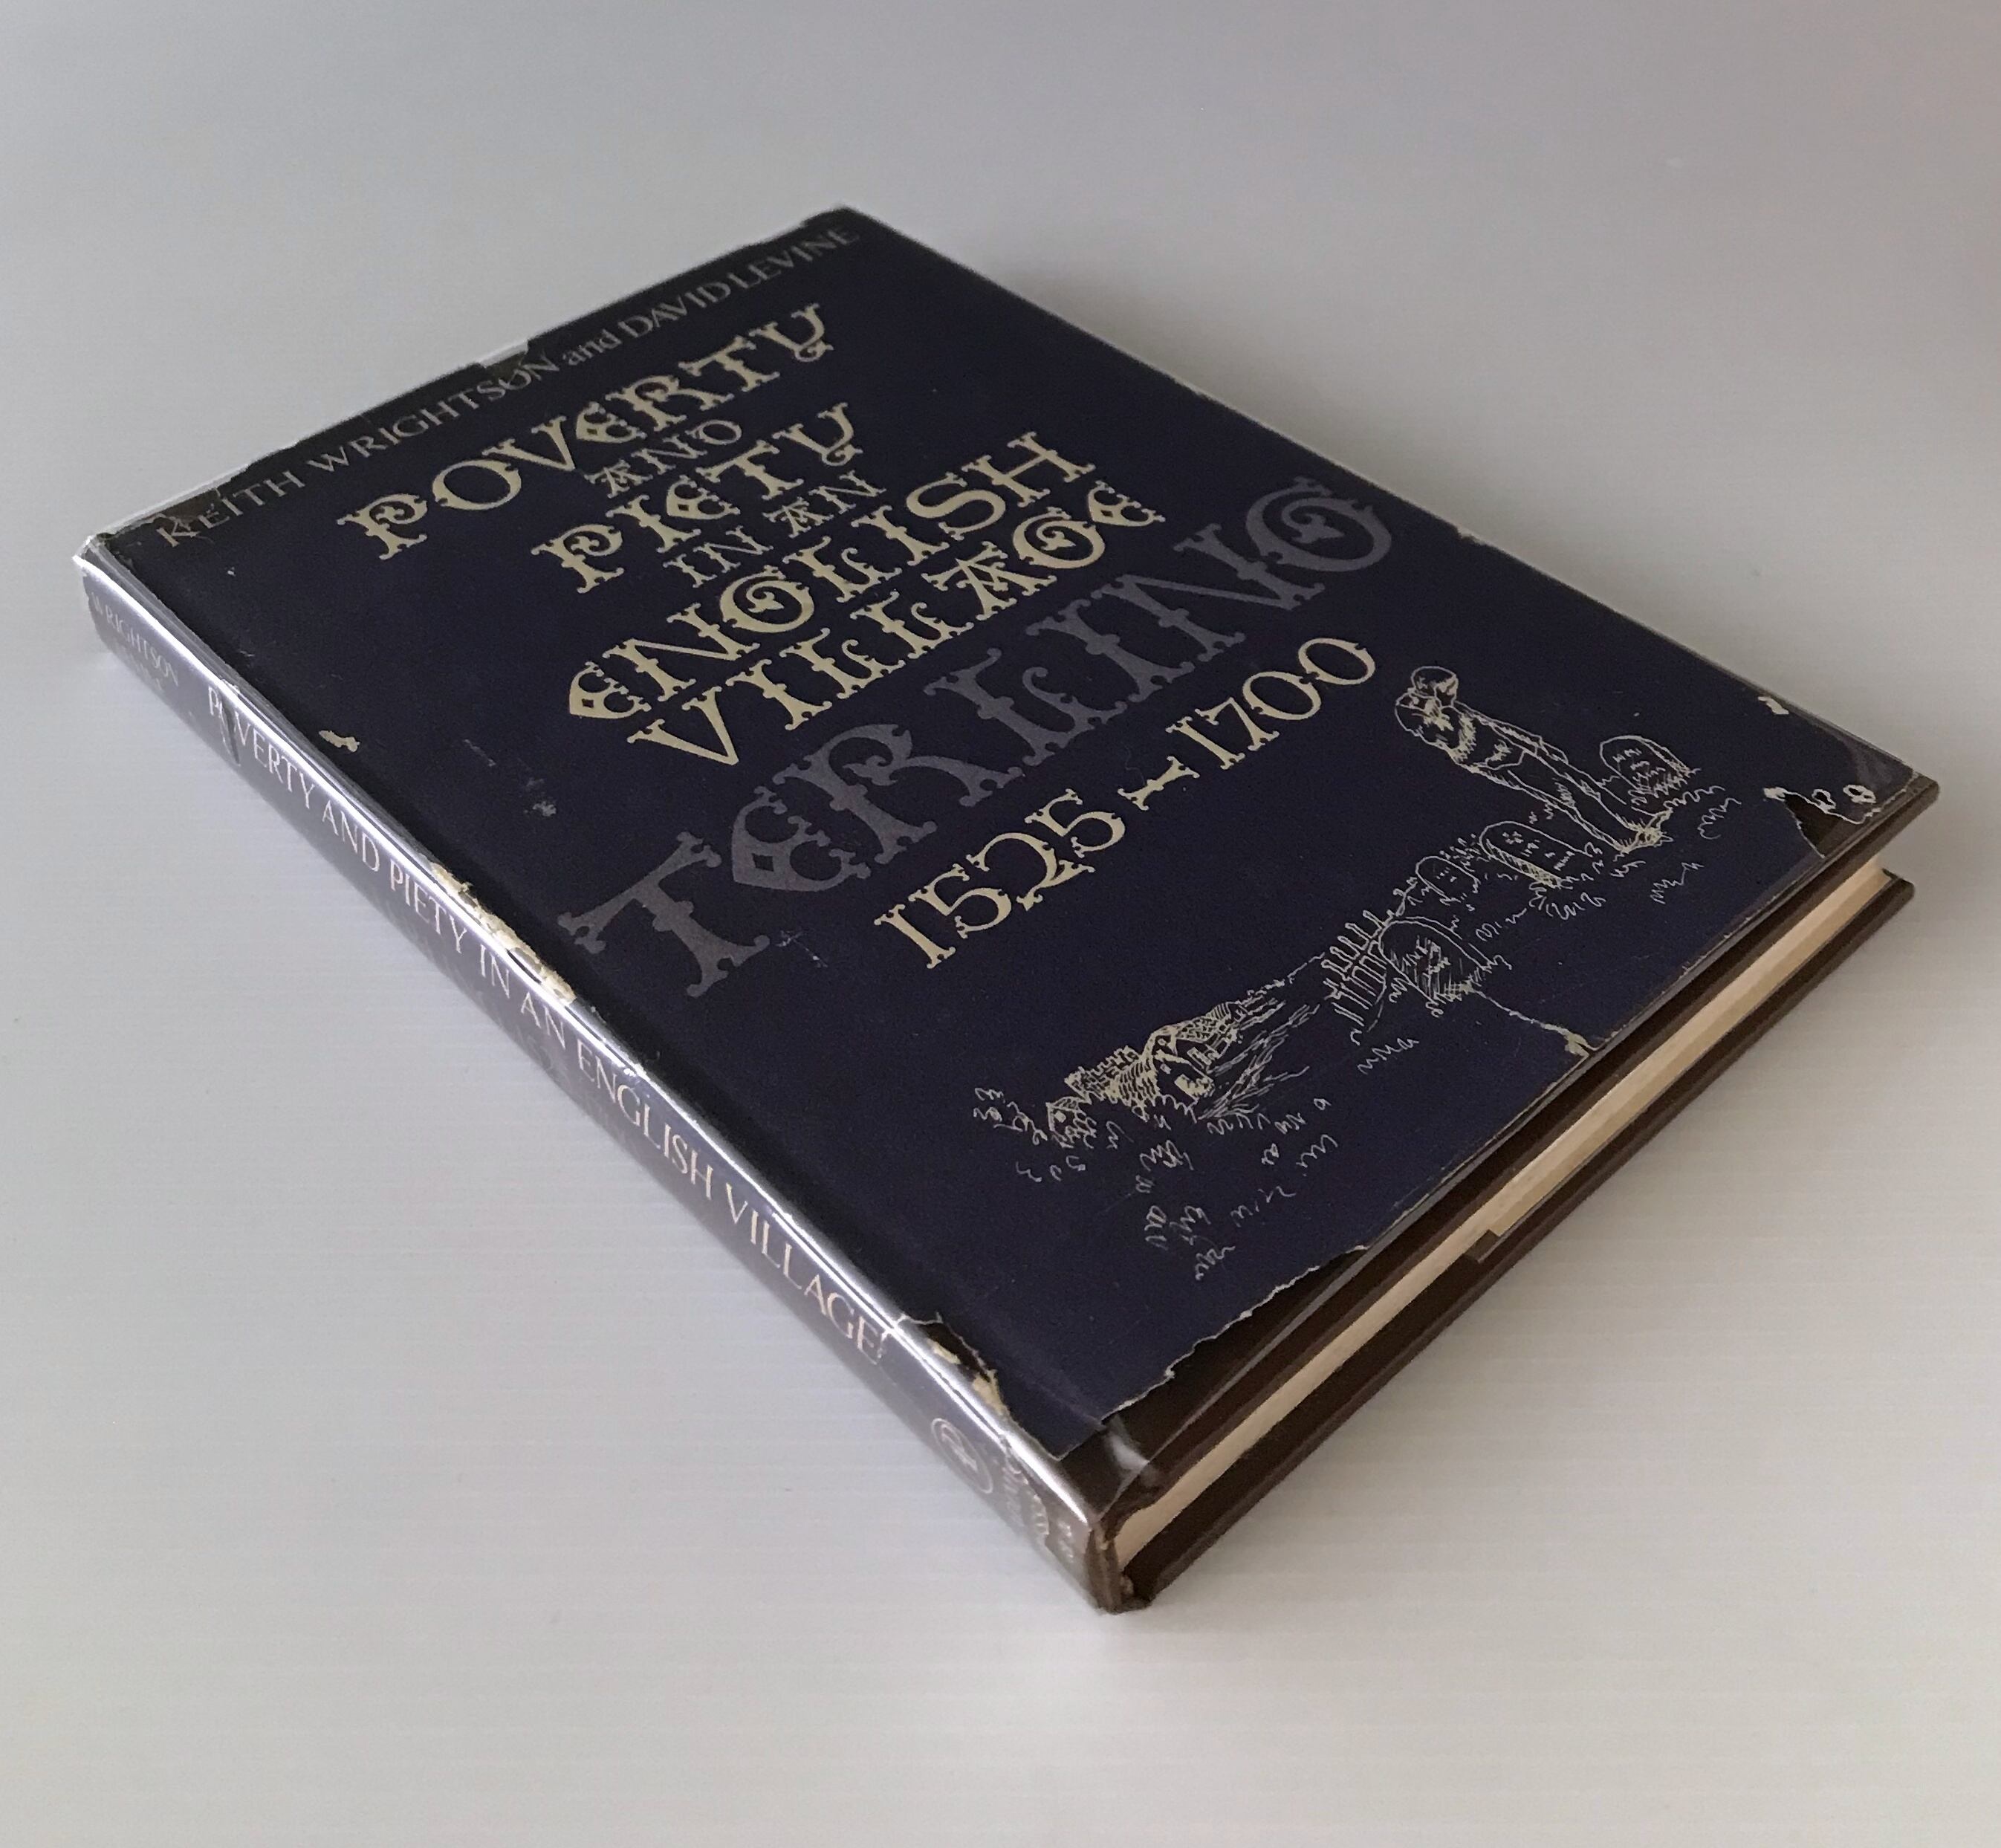 KEITH WRIGHTSON and DAVID LEVINE
POVERTY
AND
PIETY
IN AN
ENGLISH
VILLAGE
TERLING
1525-1700
WRIGHTSON
POVERTY AND PIETY IN AN ENGLISH VILLAGE